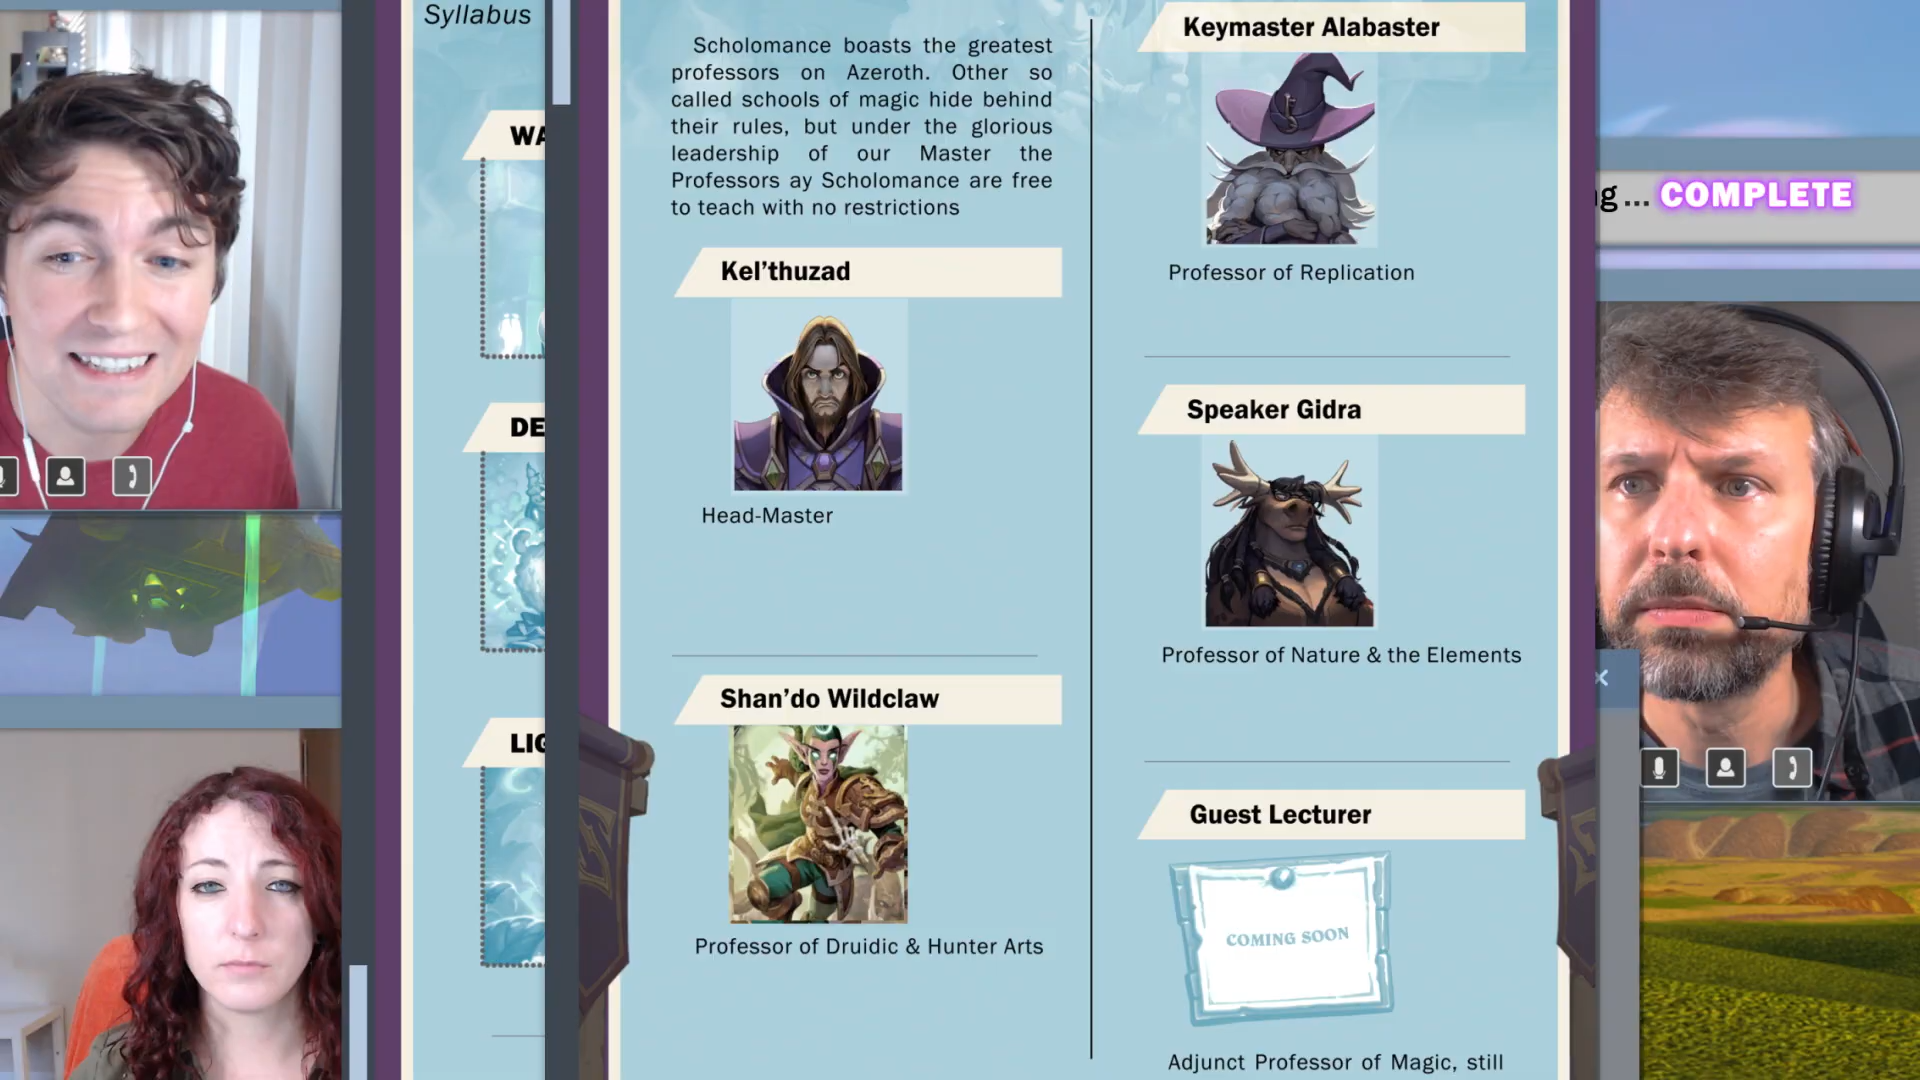 Syllabus
WA
DE
LIG
Scholomance boasts the greatest
professors on Azeroth. Other so
called schools of magic hide behind
their rules, but under the glorious
leadership of our Master the
Professors ay Scholomance are free
to teach with no restrictions
Kel'thuzad
Head-Master
Shan'do Wildclaw
Professor of Druidic & Hunter Arts
Keymaster Alabaster
Professor of Replication
Speaker Gidra
Professor of Nature & the Elements
Guest Lecturer
COMING SOON
Adjunct Professor of Magic, still
g ... COMPLETE